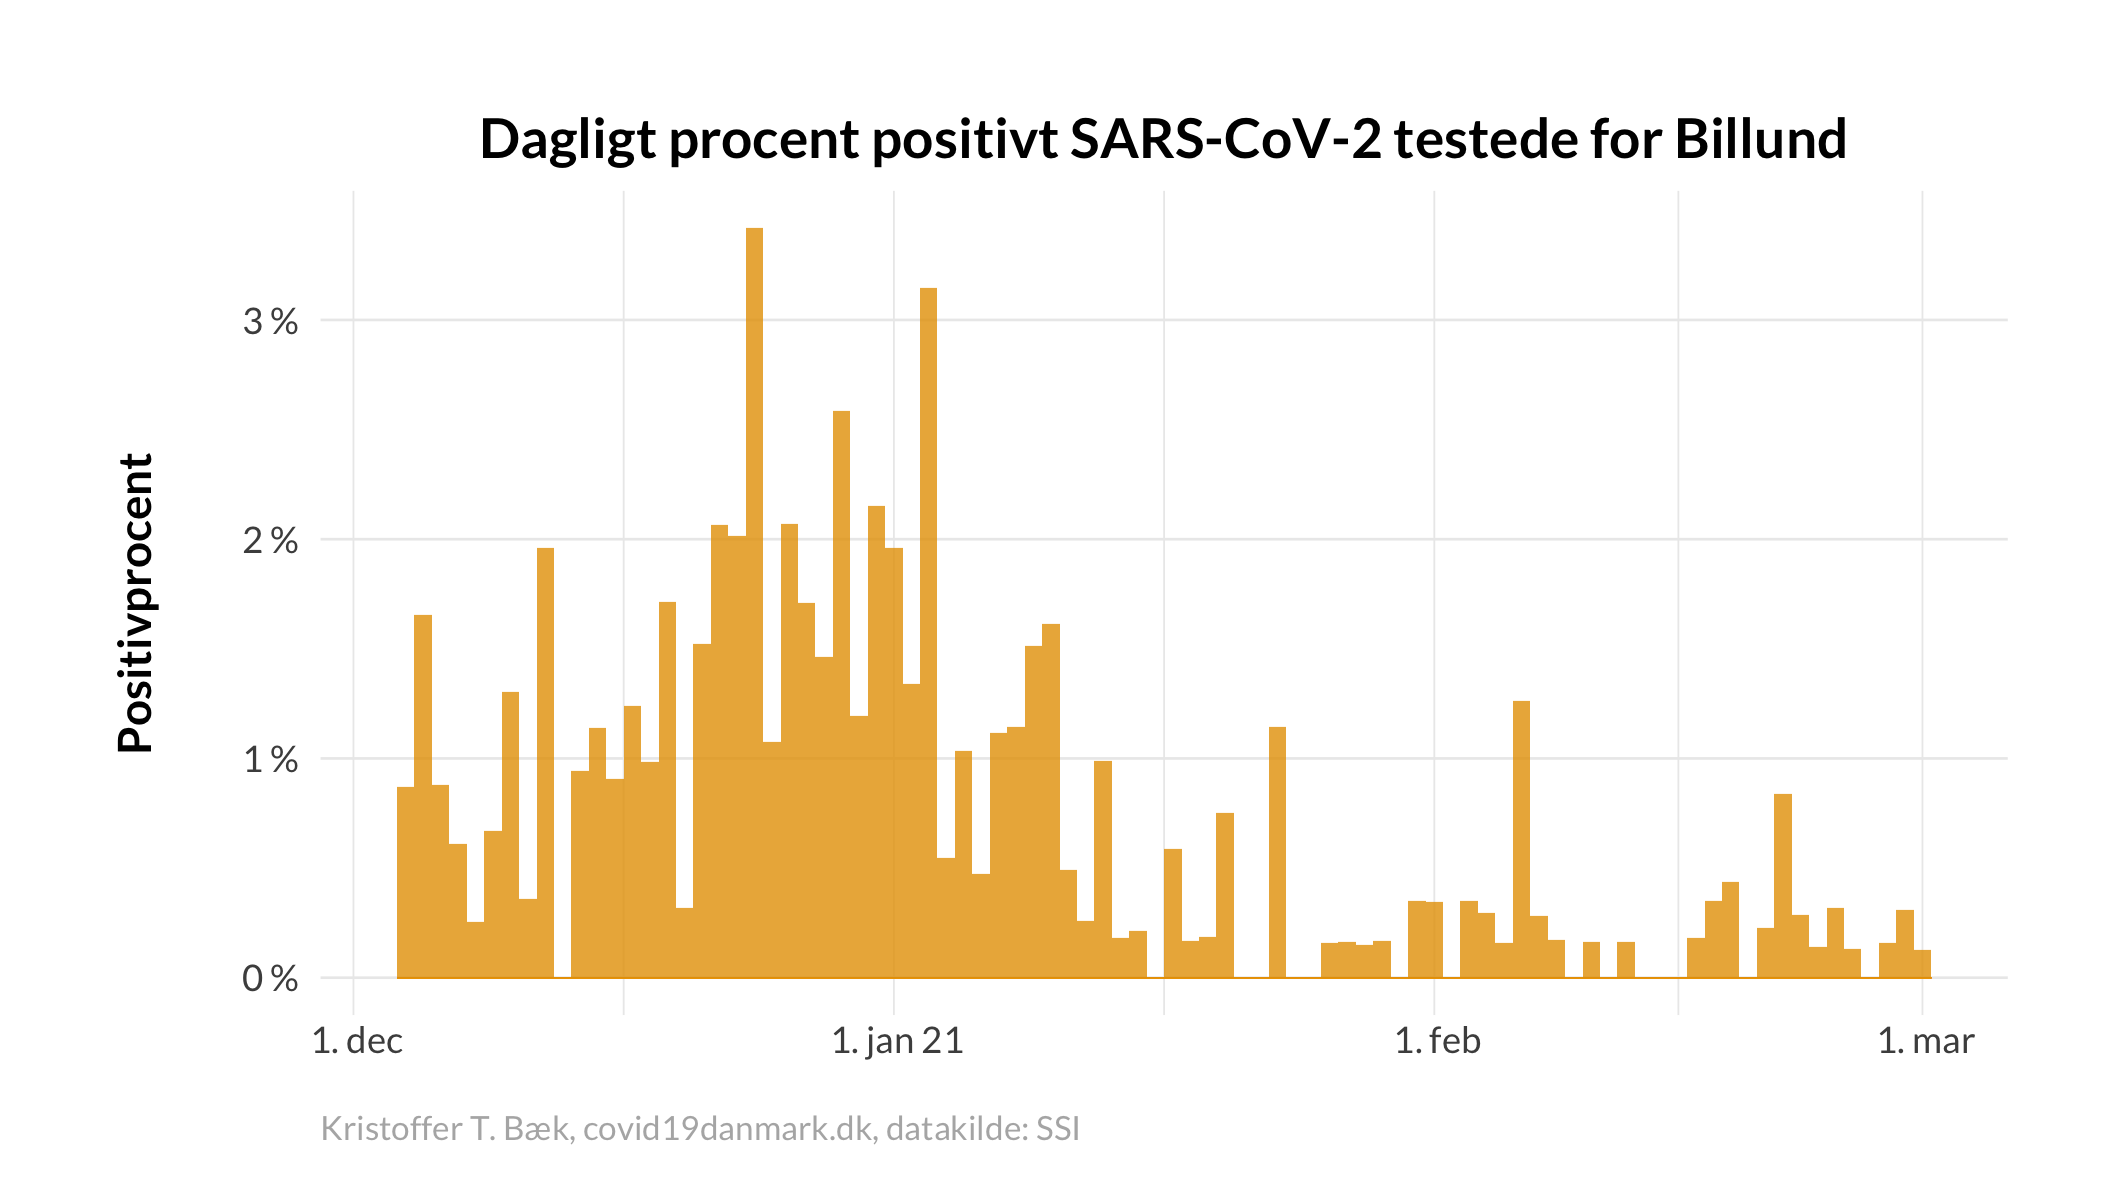 Dagligt procent positivt SARS-CoV-2 testede for Billund
Positivprocent
3 %
2 %
1 %
0 %
1. dec
1. jan 21
1. feb
1. mar
Kristoffer T. Bæk, covid19danmark.dk, datakilde: SSI